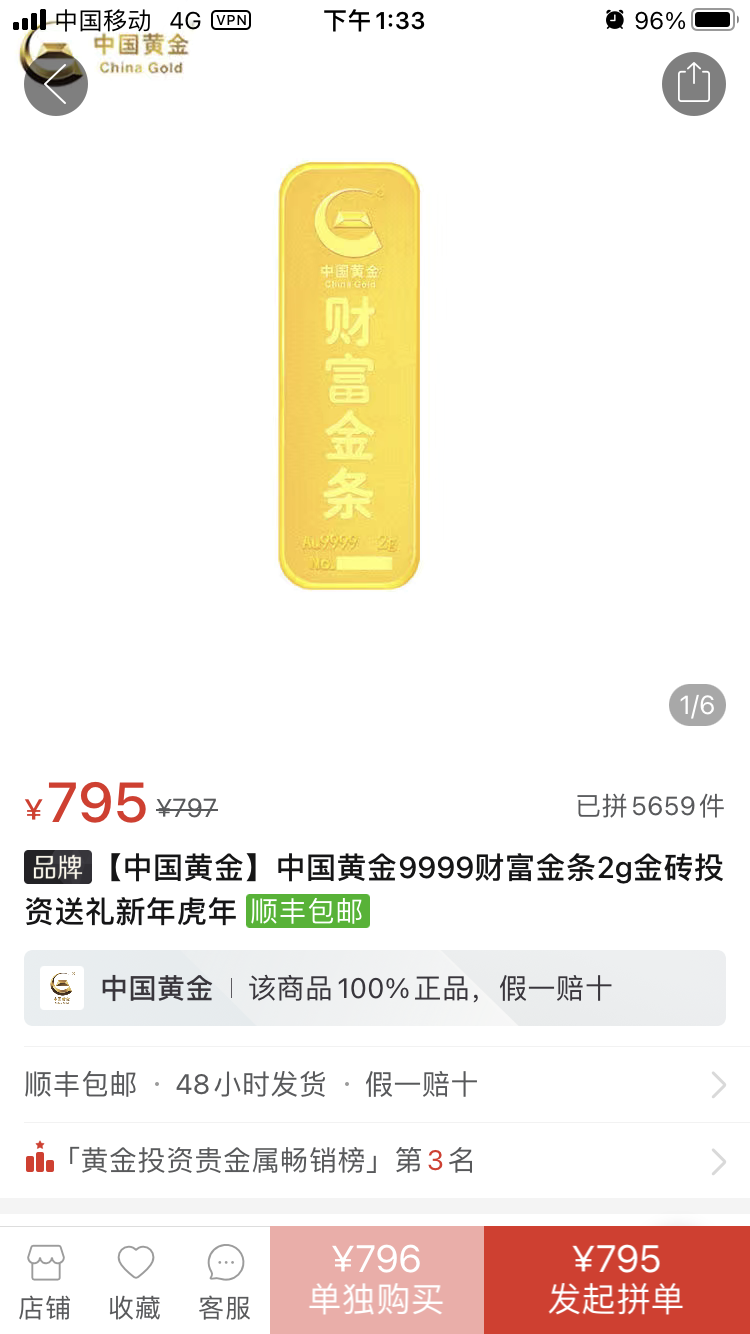 中国移动 4G VPN 下午1:33 96%
中国黄金
China Gold
中国黄金
China Gold
财富金条
Au9999 2g
No.
1/6
¥795 ¥797 已拼5659件
品牌【中国黄金】中国黄金9999财富金条2g金砖投
资送礼新年虎年 顺丰包邮
中国黄金 | 该商品100%正品，假一赔十
顺丰包邮 · 48小时发货 · 假一赔十
「黄金投资贵金属畅销榜」第3名
¥796 ¥795
店铺 收藏 客服 单独购买 发起拼单